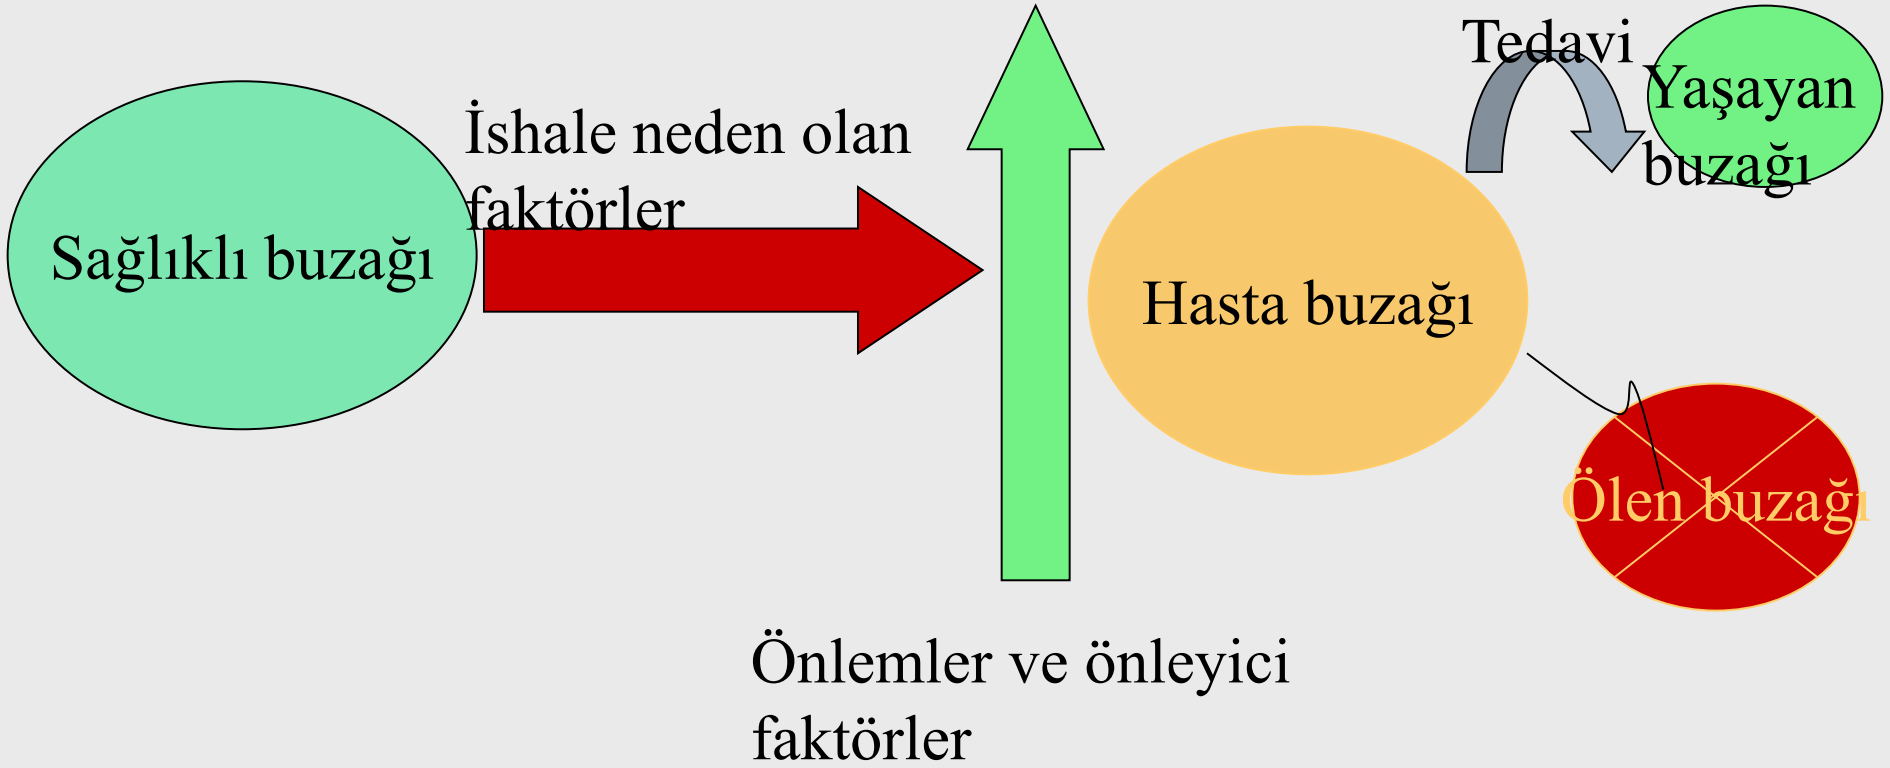 Tedavi
Yaşayan
buzağı
İshale neden olan
faktörler
Sağlıklı buzağı
Hasta buzağı
Ölen buzağı
Önlemler ve önleyici
faktörler